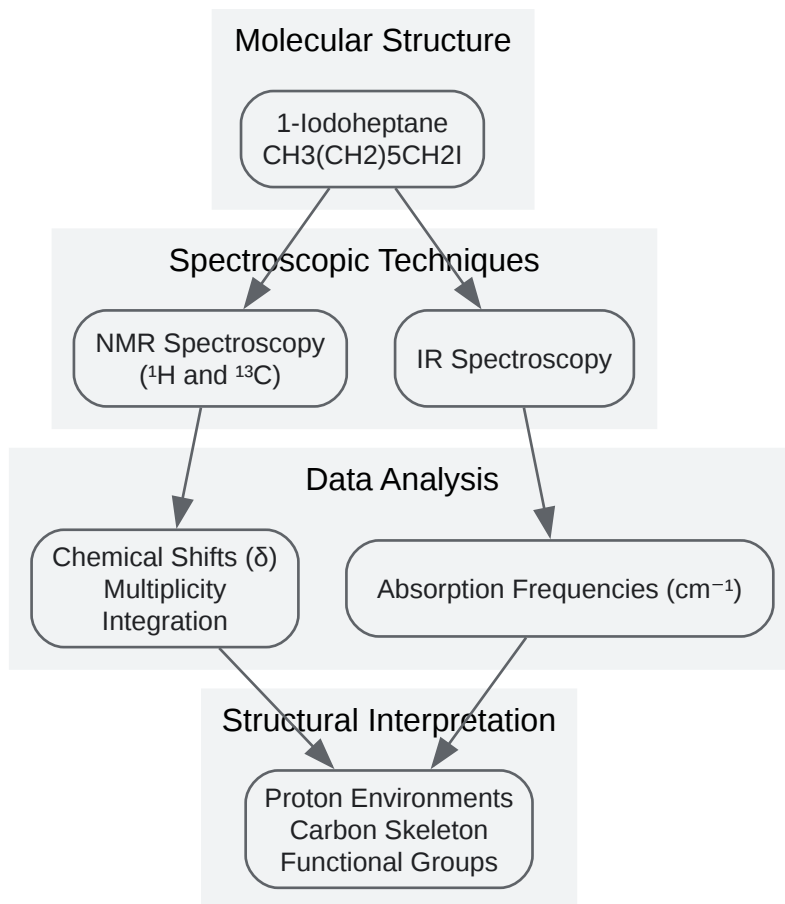 Molecular Structure
1-Iodoheptane
CH3(CH2)5CH2I
Spectroscopic Techniques
NMR Spectroscopy
(¹H and ¹³C)
IR Spectroscopy
Data Analysis
Chemical Shifts (δ)
Multiplicity
Integration
Absorption Frequencies (cm⁻¹)
Structural Interpretation
Proton Environments
Carbon Skeleton
Functional Groups